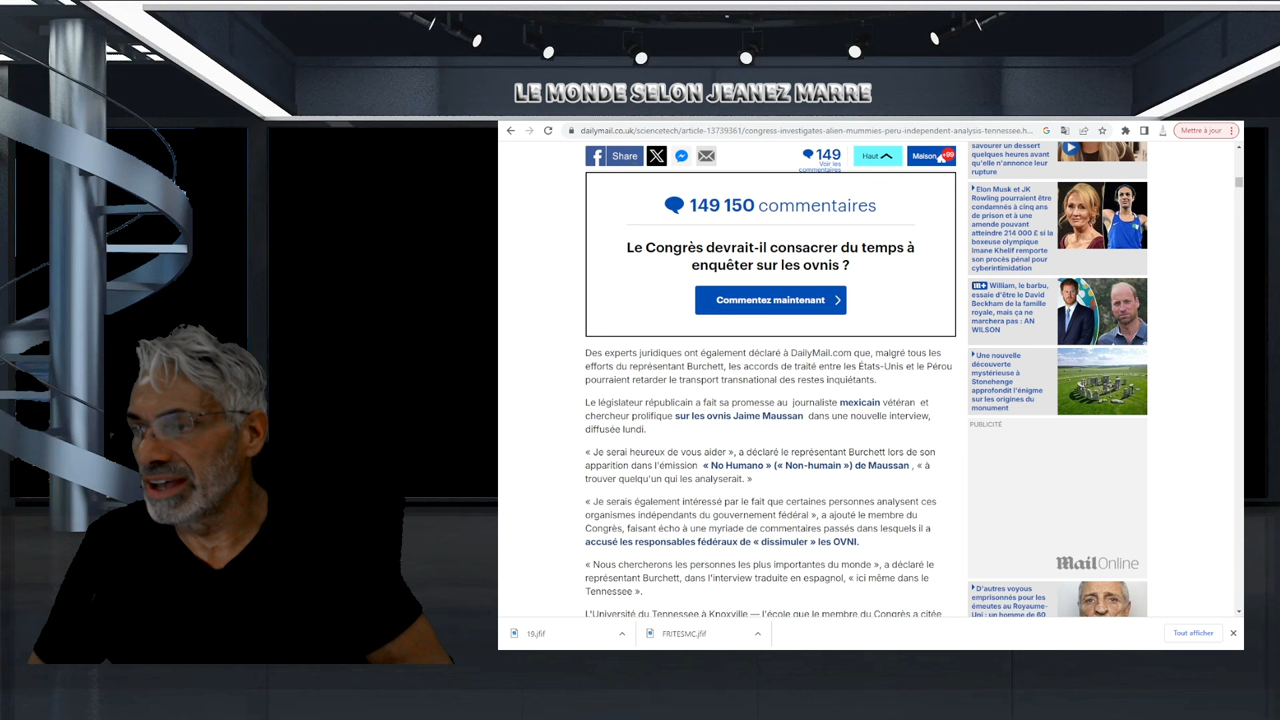 LE MONDE SELON JEANEZ MARRE
dailymail.co.uk/sciencetech/article-13739361/congress-investigates-alien-mummies-peru-independent-analysis-tennessee.h...
Mettre à jour
Share
149
Voir les
commentaires
Haut
Maison
+99
149 150 commentaires
Le Congrès devrait-il consacrer du temps à
enquêter sur les ovnis ?
Commentez maintenant
Des experts juridiques ont également déclaré à DailyMail.com que, malgré tous les
efforts du représentant Burchett, les accords de traité entre les États-Unis et le Pérou
pourraient retarder le transport transnational des restes inquiétants.
Le législateur républicain a fait sa promesse au journaliste mexicain vétéran et
chercheur prolifique sur les ovnis Jaime Maussan dans une nouvelle interview,
diffusée lundi.
« Je serai heureux de vous aider », a déclaré le représentant Burchett lors de son
apparition dans l'émission « No Humano » (« Non-humain ») de Maussan , « à
trouver quelqu'un qui les analyserait. »
« Je serais également intéressé par le fait que certaines personnes analysent ces
organismes indépendants du gouvernement fédéral », a ajouté le membre du
Congrès, faisant écho à une myriade de commentaires passés dans lesquels il a
accusé les responsables fédéraux de « dissimuler » les OVNI.
« Nous chercherons les personnes les plus importantes du monde », a déclaré le
représentant Burchett, dans l'interview traduite en espagnol, « ici même dans le
Tennessee ».
L'Université du Tennessee à Knoxville — l'école que le membre du Congrès a citée
savourer un dessert
quelques heures avant
qu'elle n'annonce leur
rupture
Elon Musk et JK
Rowling pourraient être
condamnés à cinq ans
de prison et à une
amende pouvant
atteindre 214 000 £ si la
boxeuse olympique
Imane Khelif remporte
son procès pénal pour
cyberintimidation
William, le barbu,
essaie d'être le David
Beckham de la famille
royale, mais ça ne
marchera pas : AN
WILSON
Une nouvelle
découverte
mystérieuse à
Stonehenge
approfondit l'énigme
sur les origines du
monument
PUBLICITÉ
MailOnline
D'autres voyous
emprisonnés pour les
émeutes au Royaume-
Uni : un homme de 60
19.jfif
FRITESMC.jfif
Tout afficher